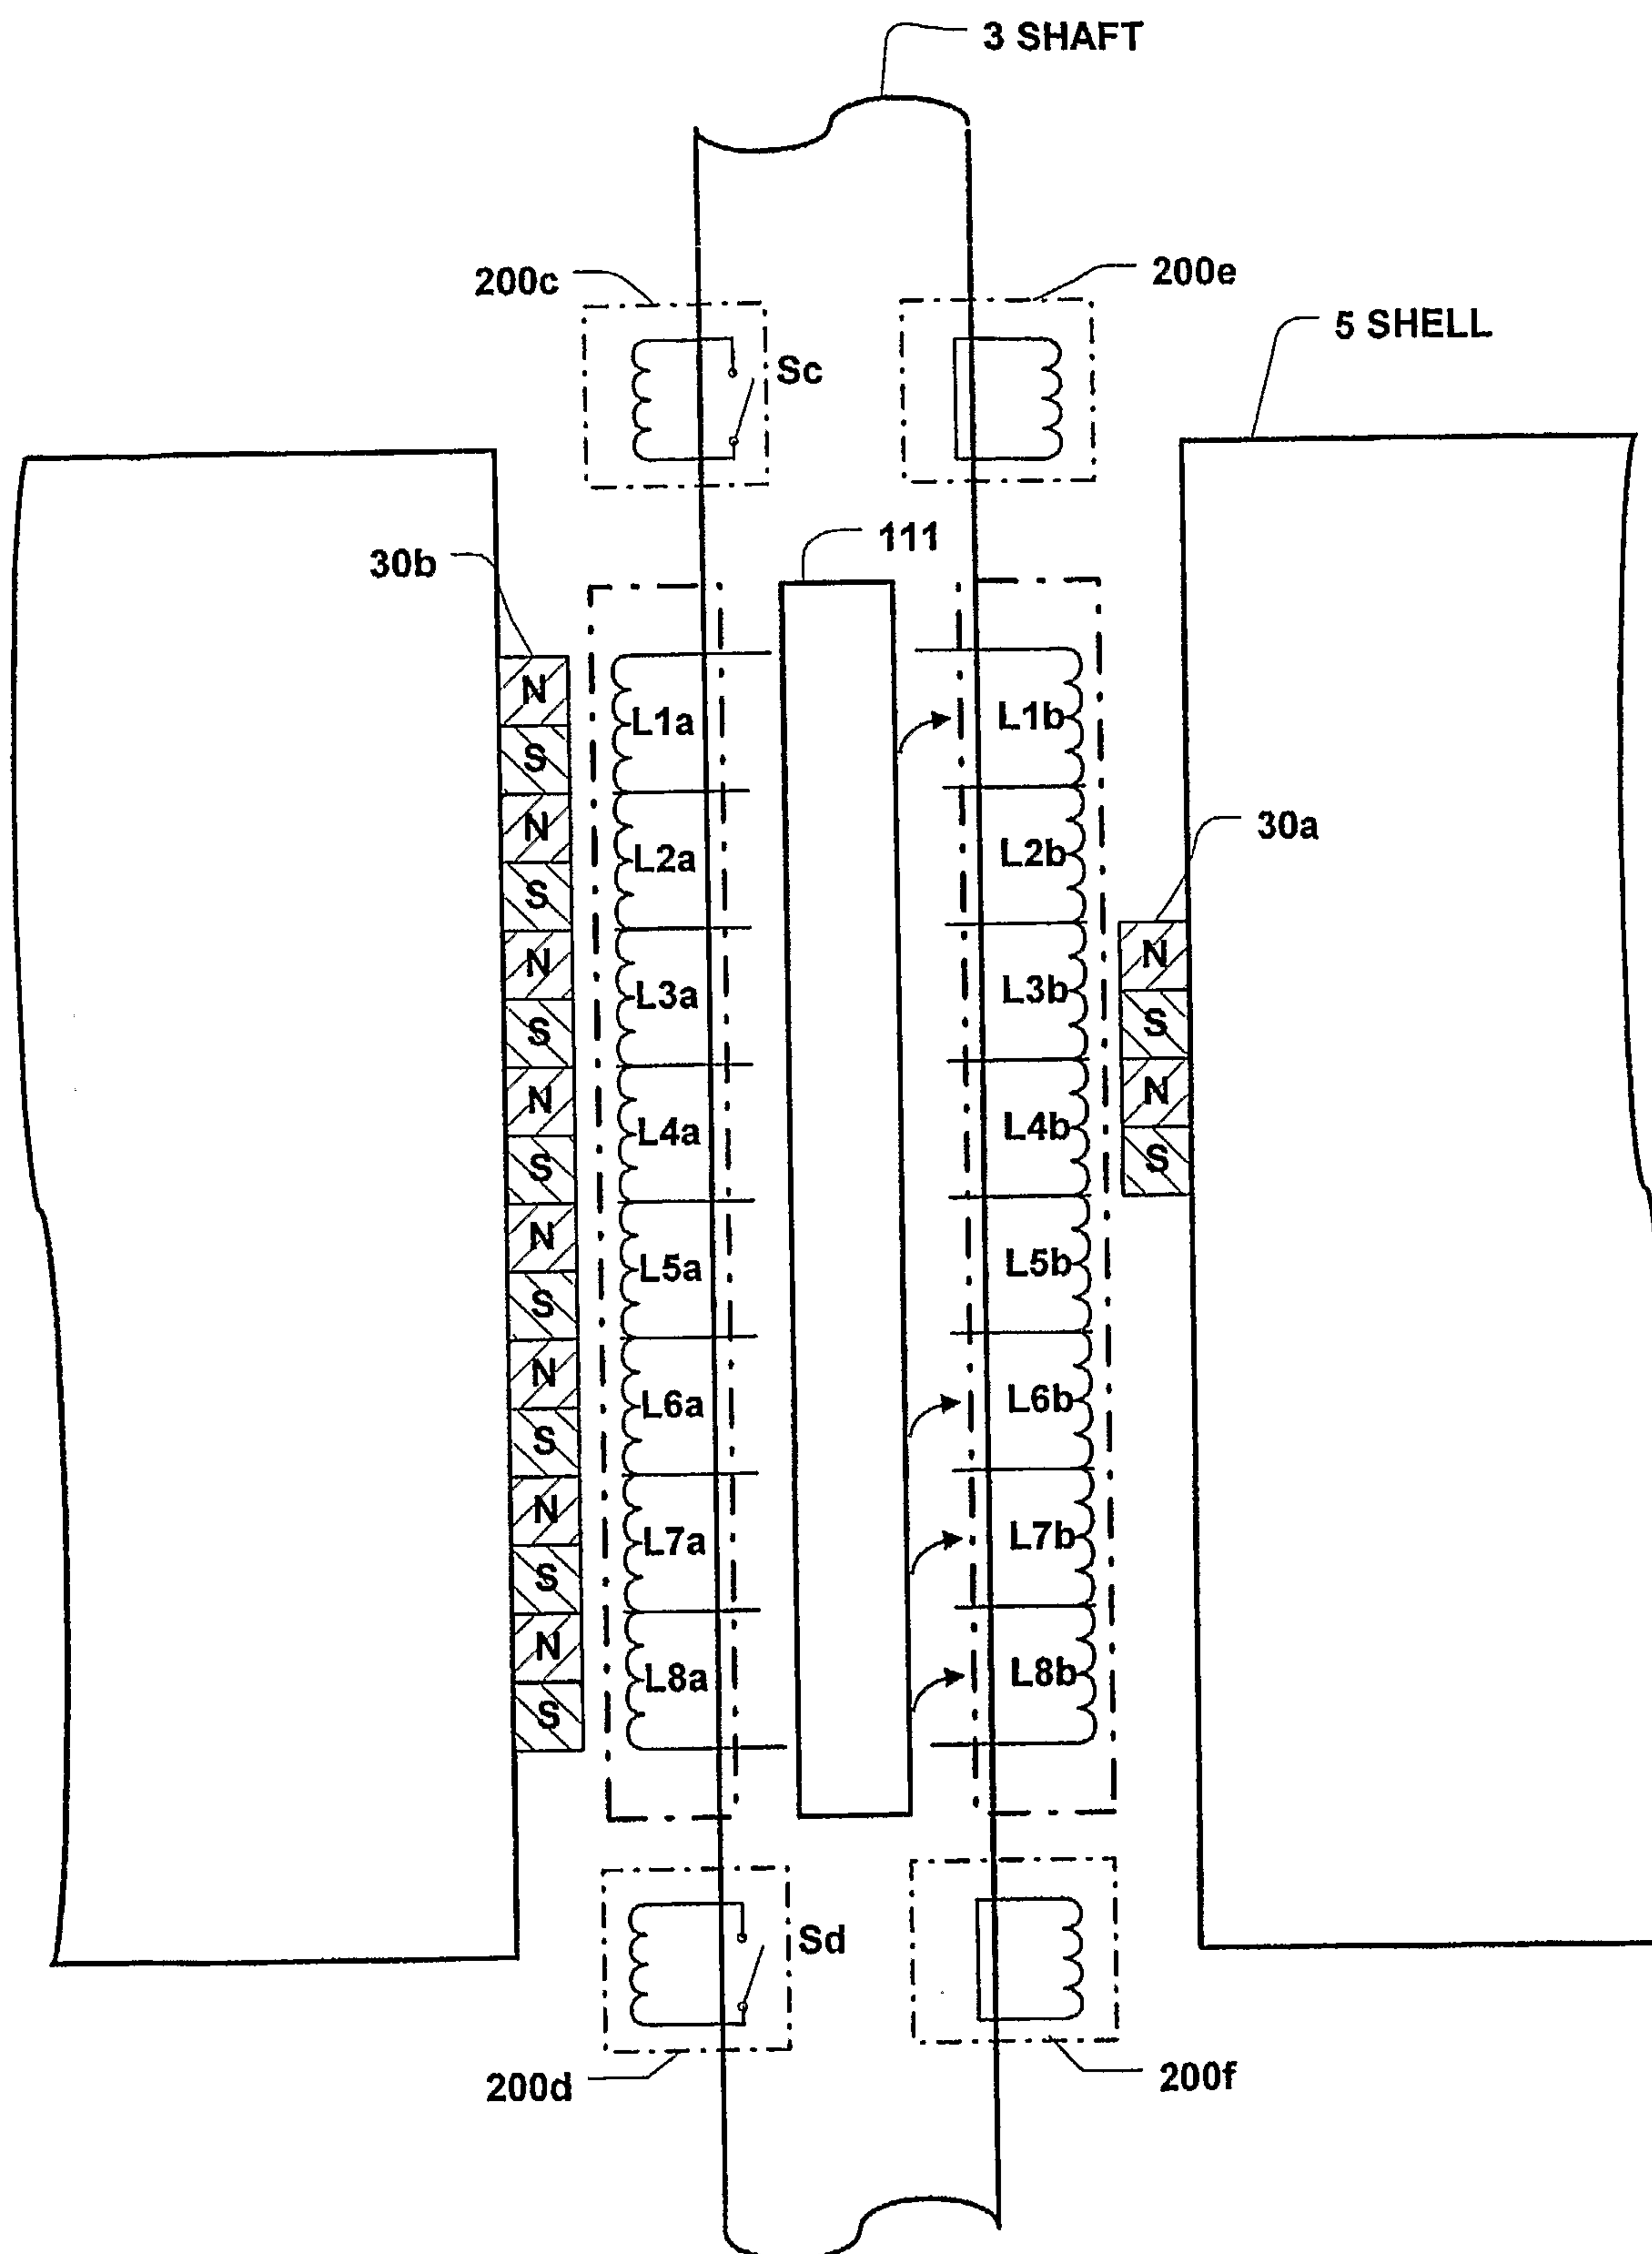 3 SHAFT
200c
200e
5 SHELL
Sc
111
30b
N
S
N
S
N
S
N
S
N
S
N
S
N
S
N
S
L1a
L2a
L3a
L4a
L5a
L6a
L7a
L8a
L1b
L2b
L3b
L4b
L5b
L6b
L7b
L8b
30a
N
S
N
S
Sd
200d
200f